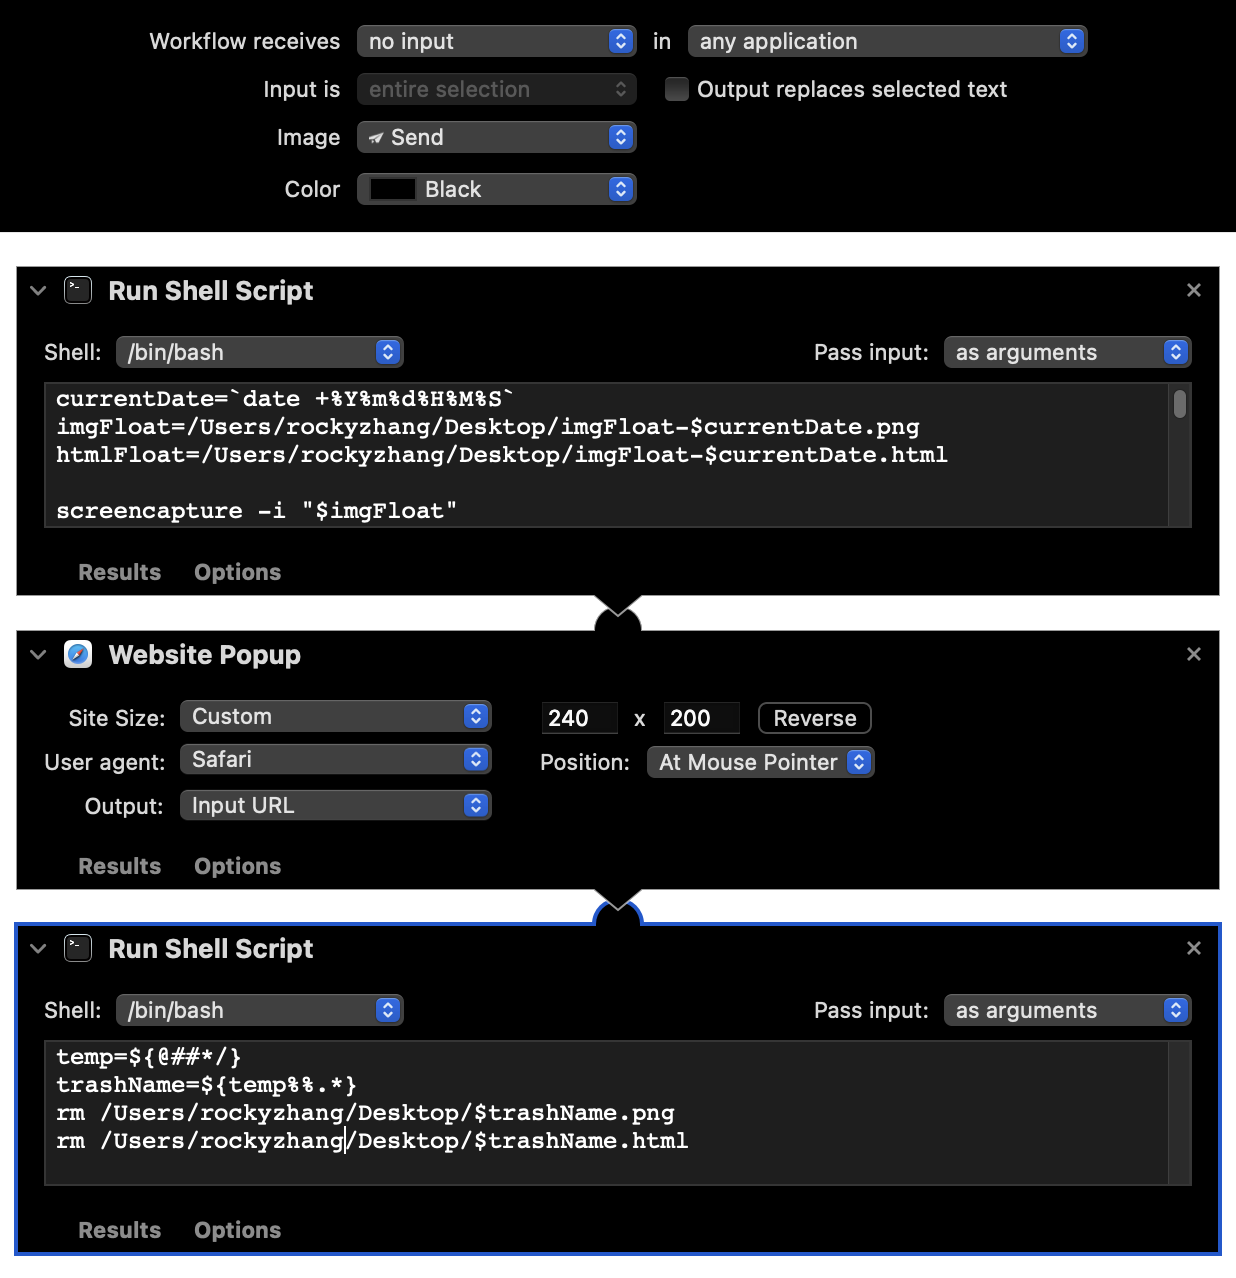 Workflow receives no input in any application
Input is entire selection Output replaces selected text
Image Send
Color Black
Run Shell Script
Shell: /bin/bash Pass input: as arguments
currentDate=`date +%Y%m%d%H%M%S`
imgFloat=/Users/rockyzhang/Desktop/imgFloat-$currentDate.png
htmlFloat=/Users/rockyzhang/Desktop/imgFloat-$currentDate.html
screencapture -i "$imgFloat"
Results Options
Website Popup
Site Size: Custom 240 x 200 Reverse
User agent: Safari Position: At Mouse Pointer
Output: Input URL
Results Options
Run Shell Script
Shell: /bin/bash Pass input: as arguments
temp=${@##*/}
trashName=${temp%%.*}
rm /Users/rockyzhang/Desktop/$trashName.png
rm /Users/rockyzhang/Desktop/$trashName.html
Results Options